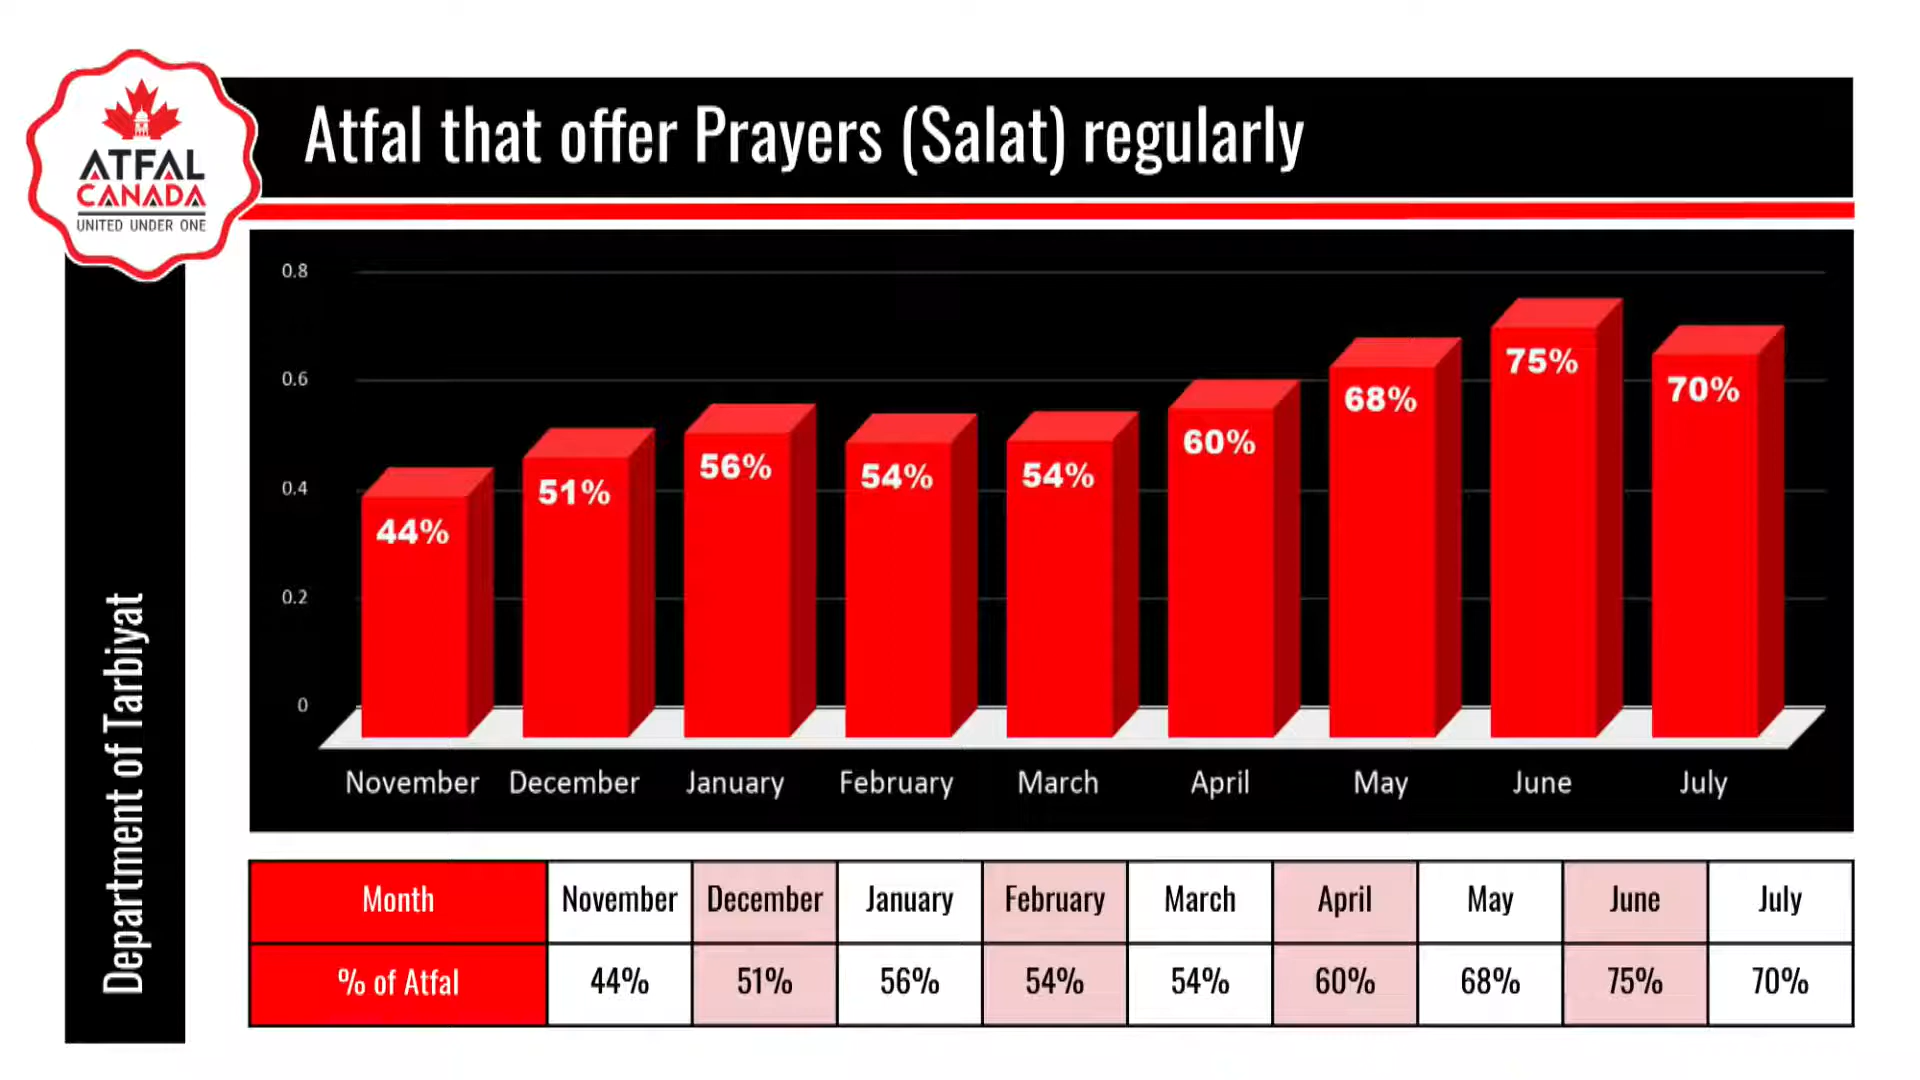 ATFAL
CANADA
UNITED UNDER ONE
Atfal that offer Prayers (Salat) regularly
Department of Tarbiyat
0.8
0.6
0.4
0.2
0
44%
51%
56%
54%
54%
60%
68%
75%
70%
November December January February March April May June July
Month November December January February March April May June July
% of Atfal 44% 51% 56% 54% 54% 60% 68% 75% 70%